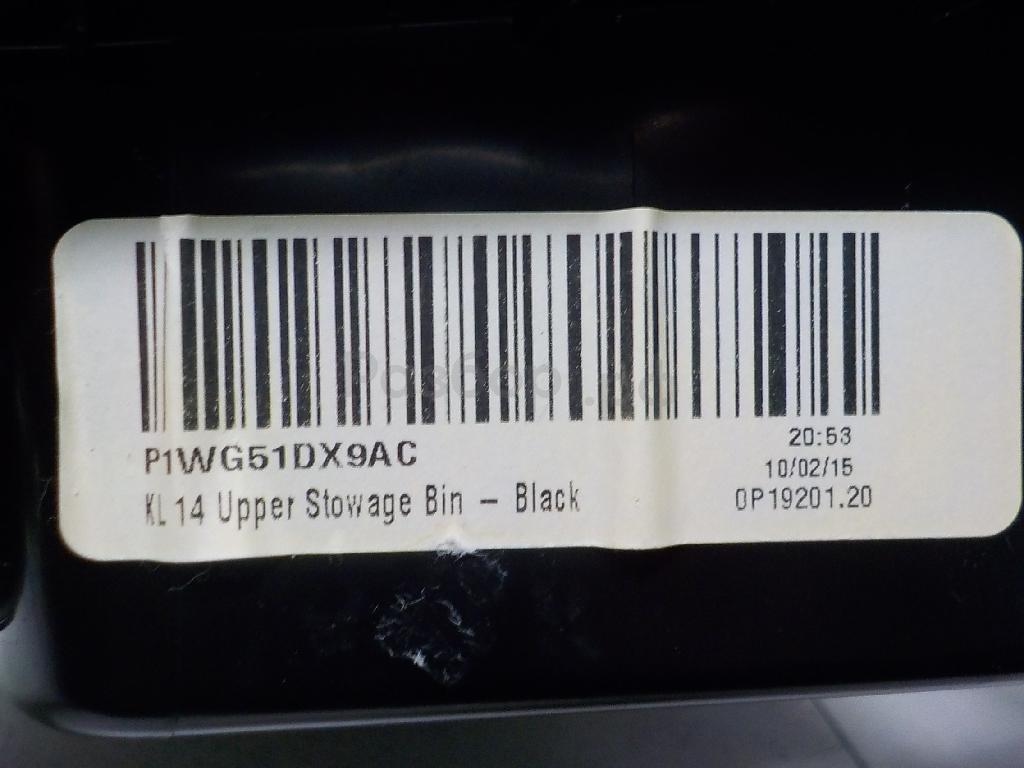 P1WG51DX9AC
KL 14 Upper Stowage Bin – Black
20:53
10/02/15
0P19201.20